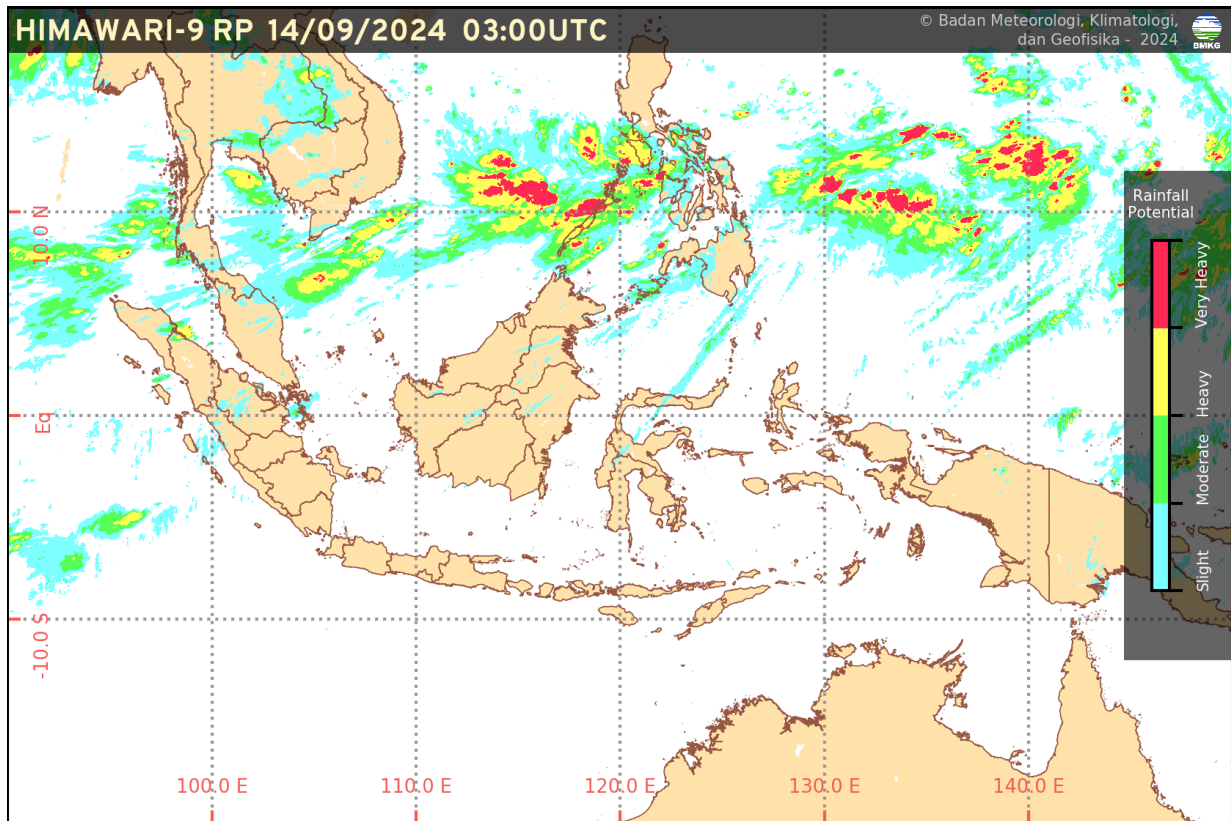 HIMAWARI-9 RP 14/09/2024 03:00UTC
© Badan Meteorologi, Klimatologi,
dan Geofisika - 2024
BMKG
Rainfall
Potential
Very Heavy
Heavy
Moderate
Slight
10.0 N
Eq
-10.0 S
100.0 E
110.0 E
120.0 E
130.0 E
140.0 E